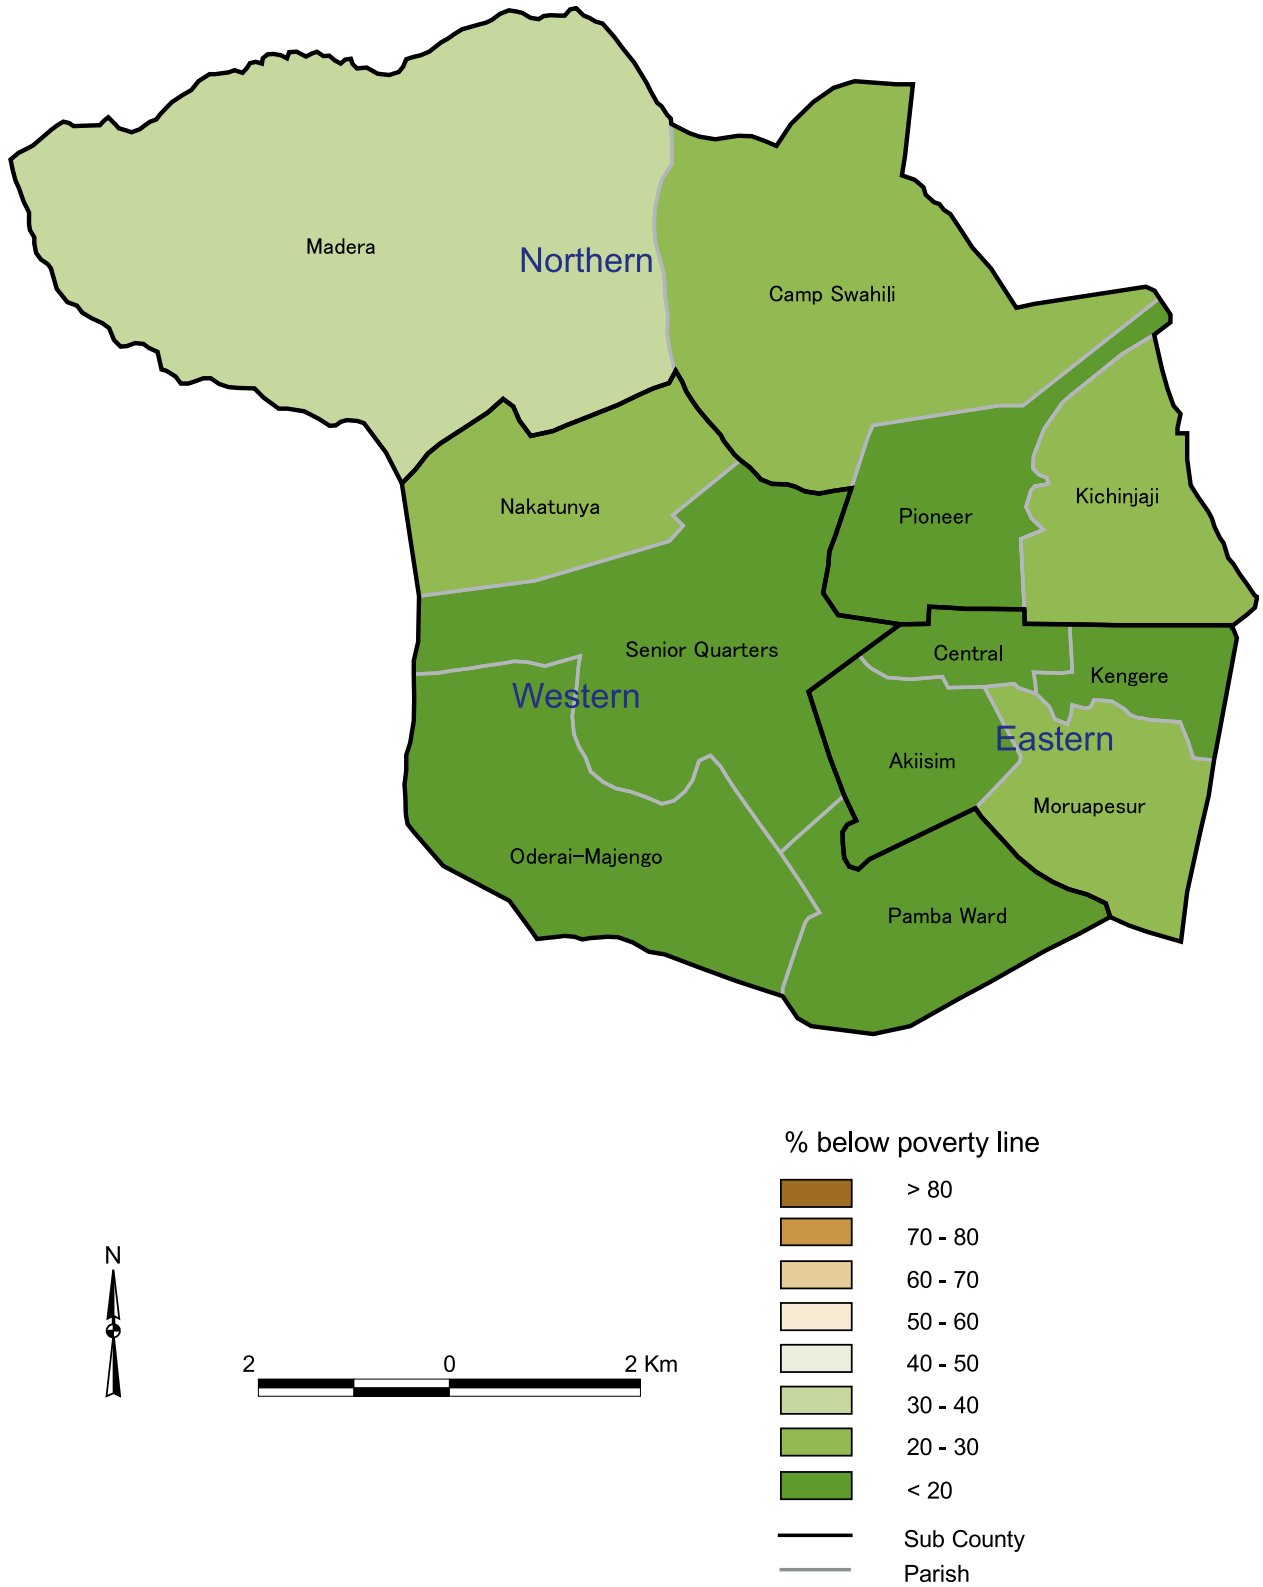 Madera
Northern
Camp Swahili
Nakatunya
Kichinjaji
Pioneer
Senior Quarters
Central
Kengere
Western
Eastern
Akiisim
Moruapesur
Oderai-Majengo
Pamba Ward
% below poverty line
> 80
70 - 80
60 - 70
50 - 60
40 - 50
30 - 40
20 - 30
< 20
Sub County
Parish
N
2 0 2 Km